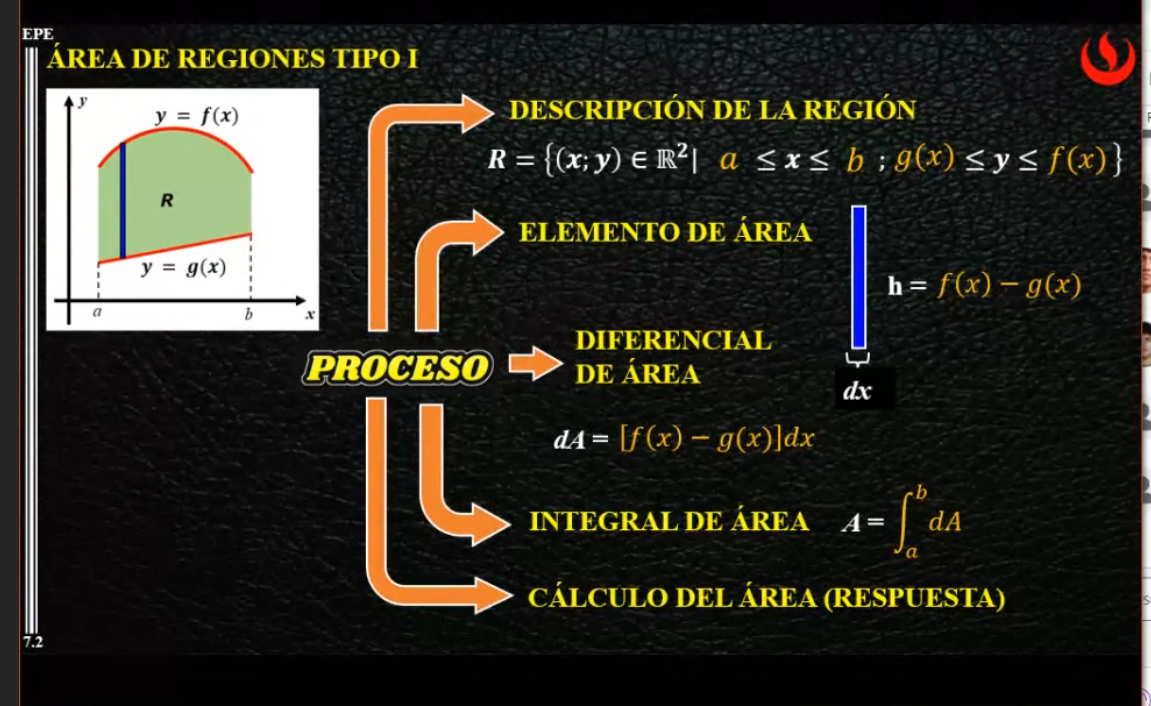 EPE
ÁREA DE REGIONES TIPO I
y
y = f(x)
R
y = g(x)
a
b
x
DESCRIPCIÓN DE LA REGIÓN
R = {(x; y) ∈ ℝ²| a ≤ x ≤ b ; g(x) ≤ y ≤ f(x)}
ELEMENTO DE ÁREA
h = f(x) − g(x)
dx
PROCESO
DIFERENCIAL
DE ÁREA
dA = [f(x) − g(x)]dx
INTEGRAL DE ÁREA A = ∫ₐᵇ dA
CÁLCULO DEL ÁREA (RESPUESTA)
7.2